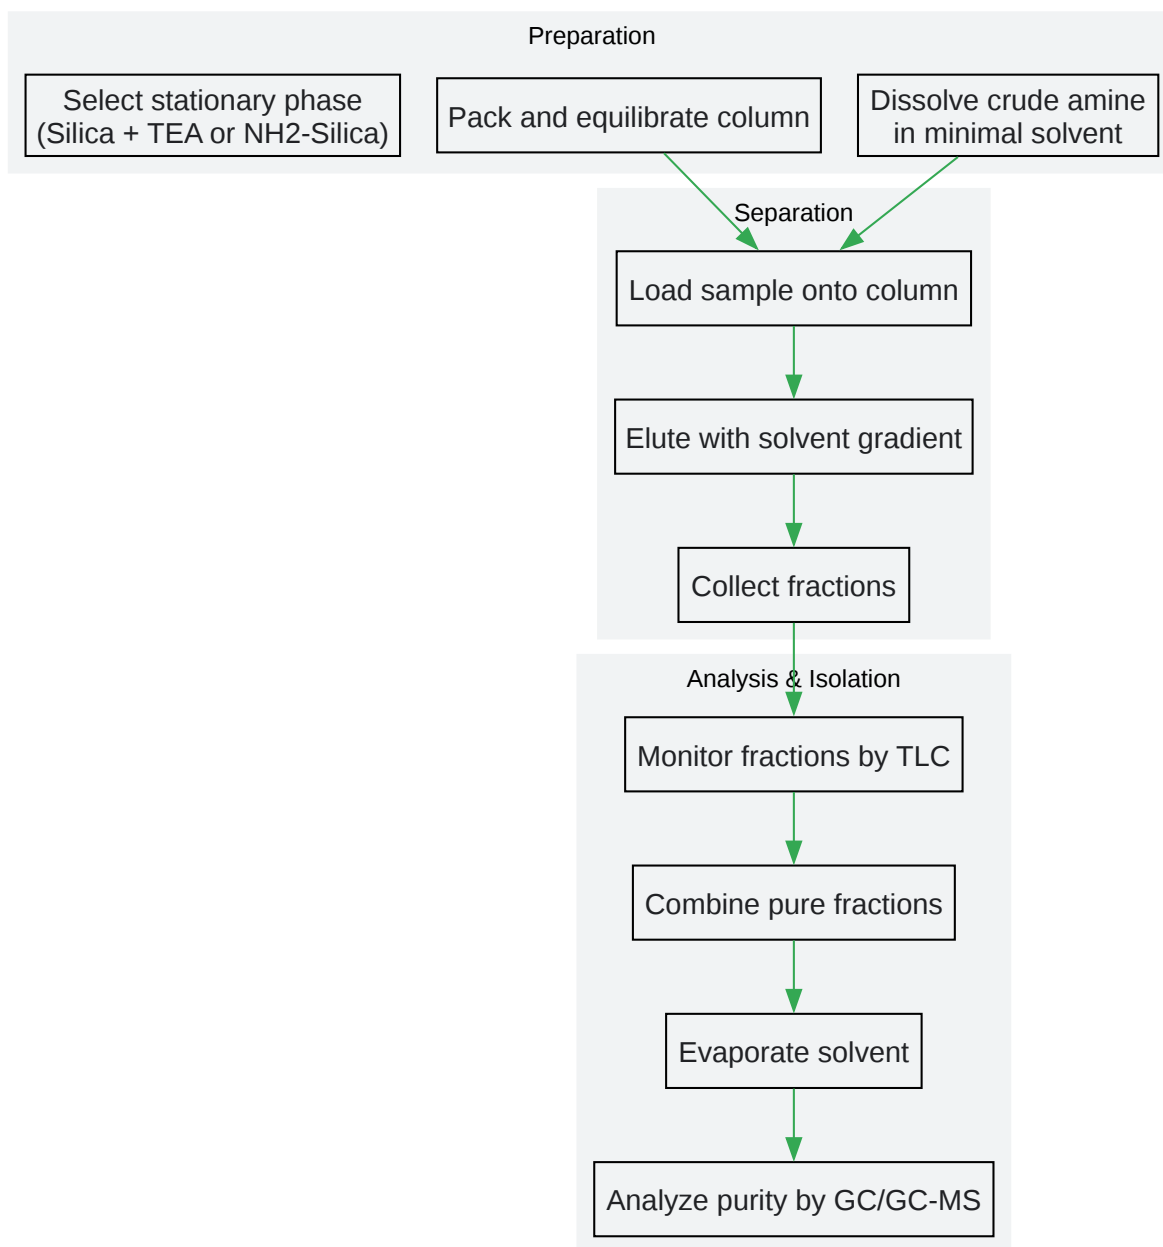 Preparation
Select stationary phase
(Silica + TEA or NH2-Silica)
Pack and equilibrate column
Dissolve crude amine
in minimal solvent
Separation
Load sample onto column
Elute with solvent gradient
Collect fractions
Analysis & Isolation
Monitor fractions by TLC
Combine pure fractions
Evaporate solvent
Analyze purity by GC/GC-MS